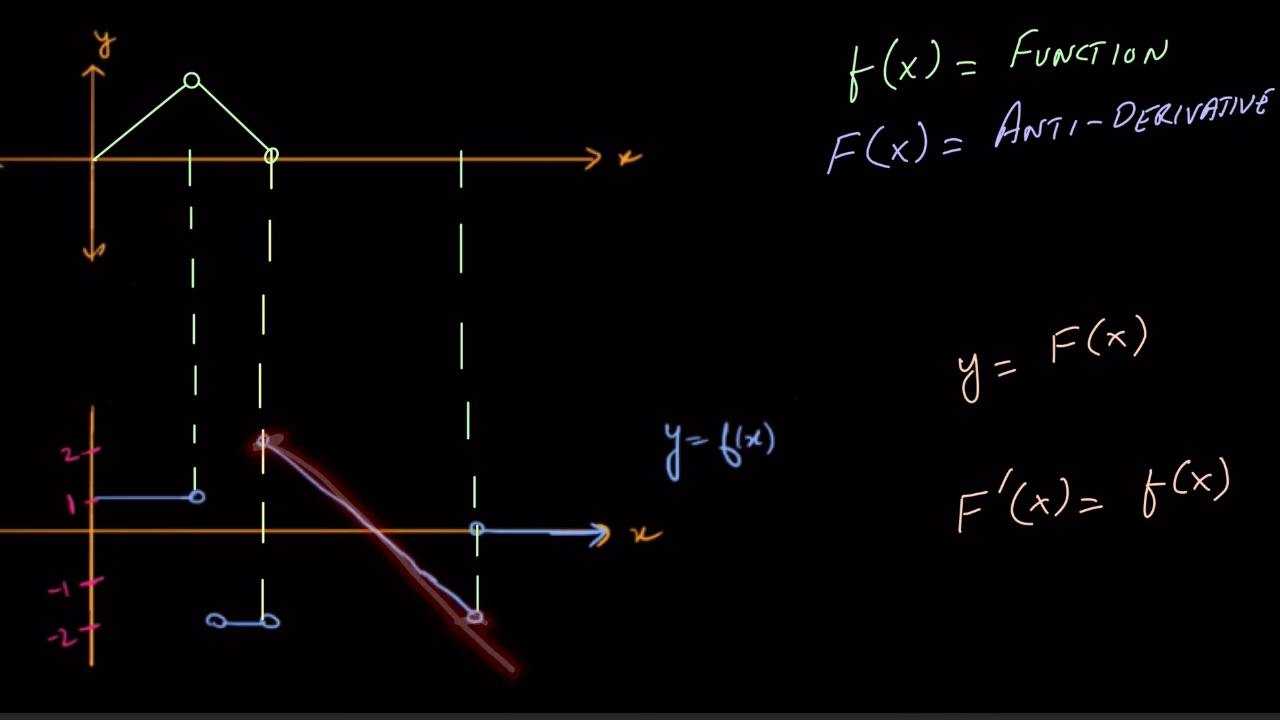 y
f(x) = FUNCTION
F(x) = ANTI-DERIVATIVE
x
y = F(x)
2
y = f(x)
1
x
F'(x) = f(x)
-1
-2